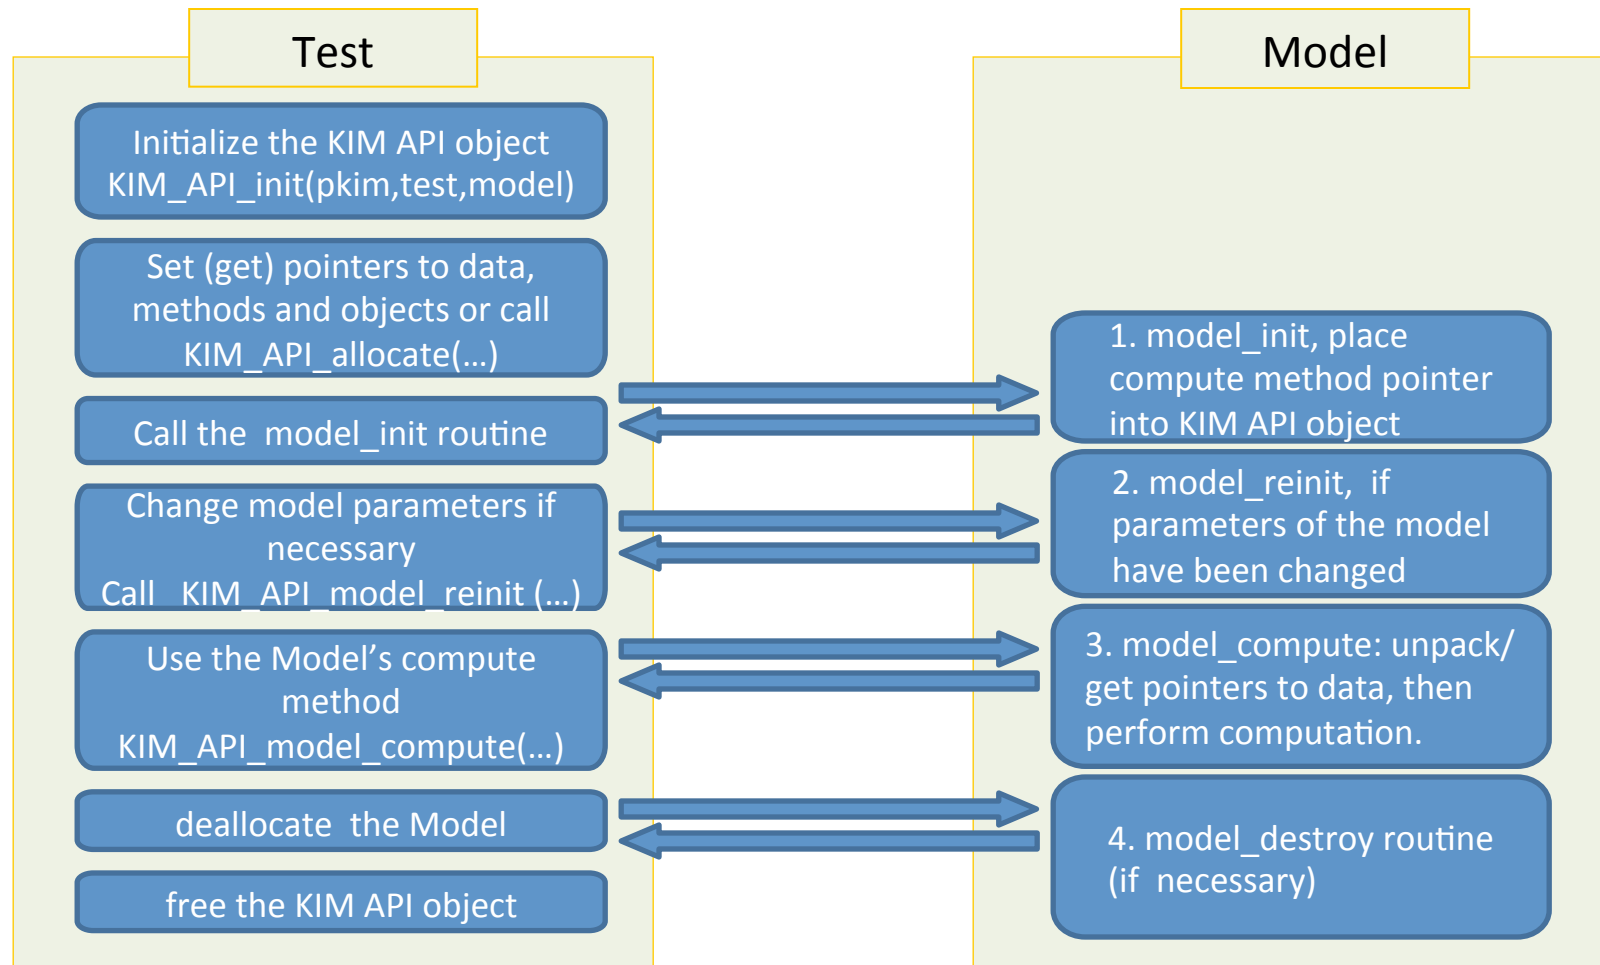 Test
Initialize the KIM API object
KIM_API_init(pkim,test,model)
Set (get) pointers to data,
methods and objects or call
KIM_API_allocate(...)
Call the  model_init routine
Change model parameters if
necessary
Call   KIM_API_model_reinit (...)
Use the Model’s compute
method
KIM_API_model_compute(...)
deallocate  the Model
free the KIM API object
Model
1. model_init, place
compute method pointer
into KIM API object
2. model_reinit,  if
parameters of the model
have been changed
3. model_compute: unpack/
get pointers to data, then
perform computation.
4. model_destroy routine
(if  necessary)